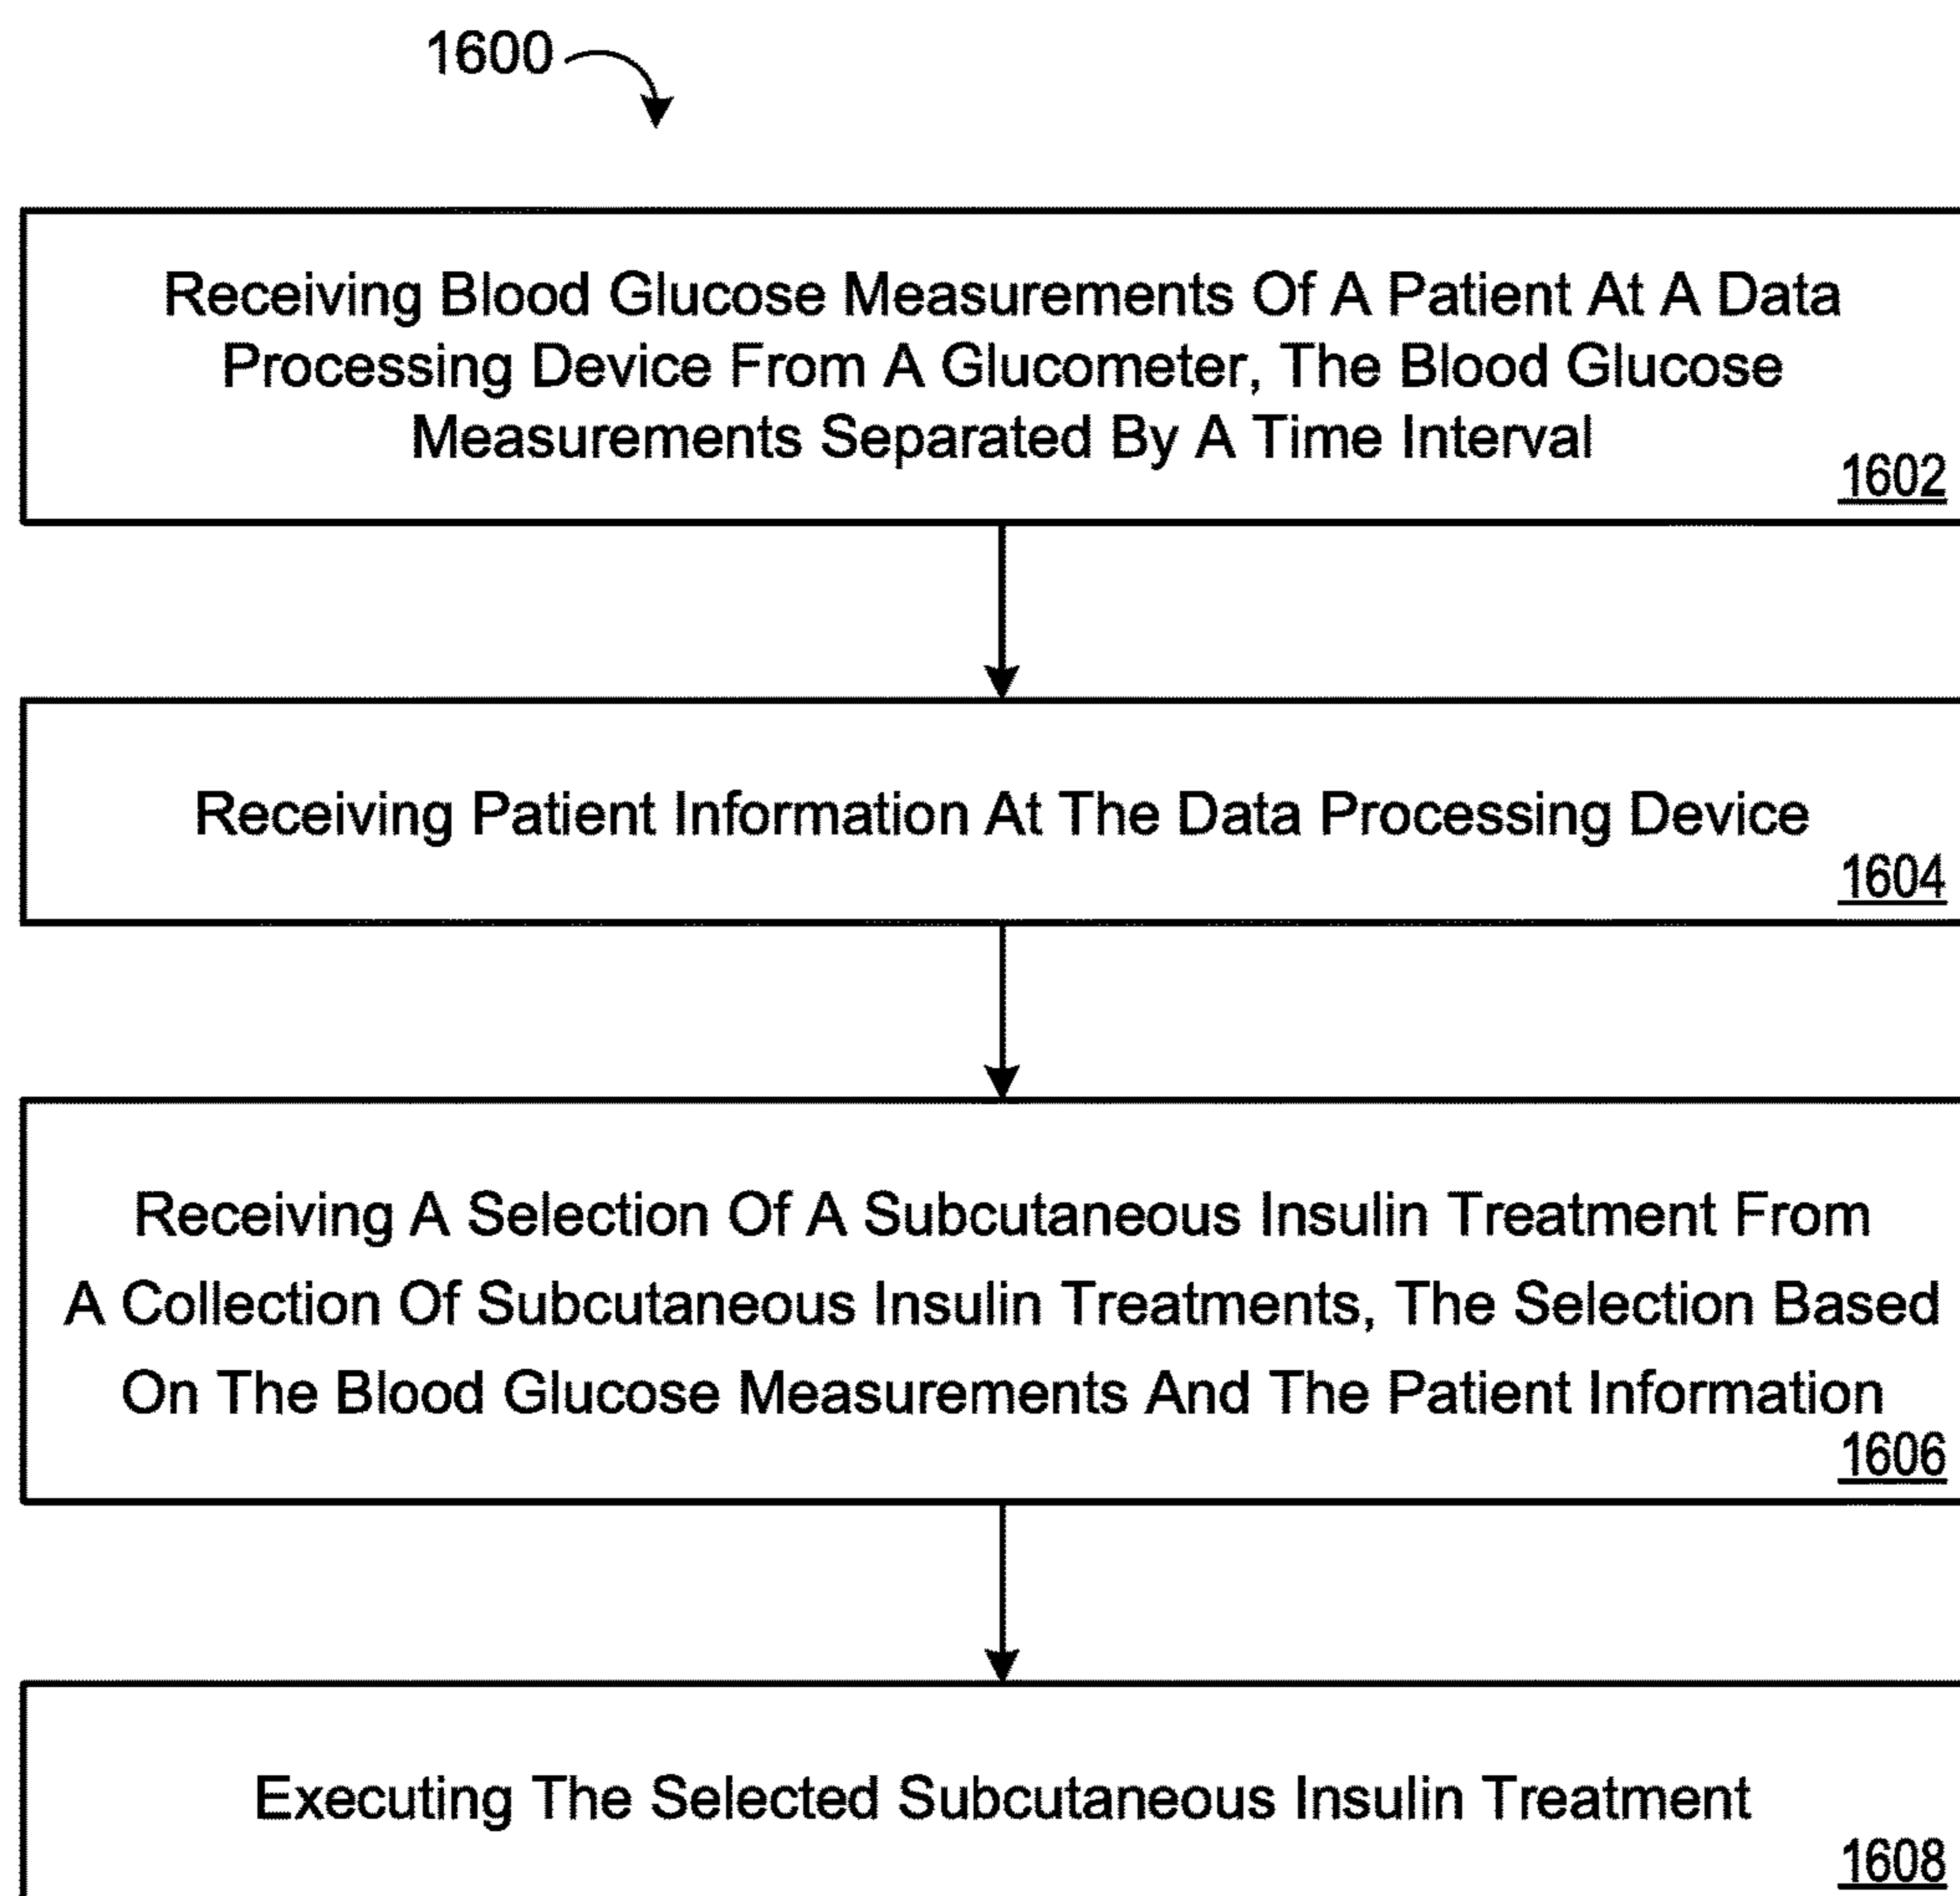 1600
Receiving Blood Glucose Measurements Of A Patient At A Data
Processing Device From A Glucometer, The Blood Glucose
Measurements Separated By A Time Interval
1602
Receiving Patient Information At The Data Processing Device
1604
Receiving A Selection Of A Subcutaneous Insulin Treatment From
A Collection Of Subcutaneous Insulin Treatments, The Selection Based
On The Blood Glucose Measurements And The Patient Information
1606
Executing The Selected Subcutaneous Insulin Treatment
1608